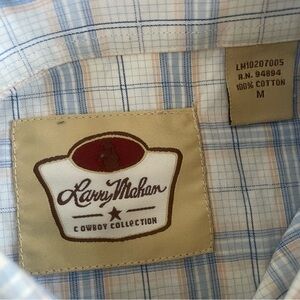 LM10207005
R.N. 94894
100% COTTON
M
Larry Mahan
COWBOY COLLECTION